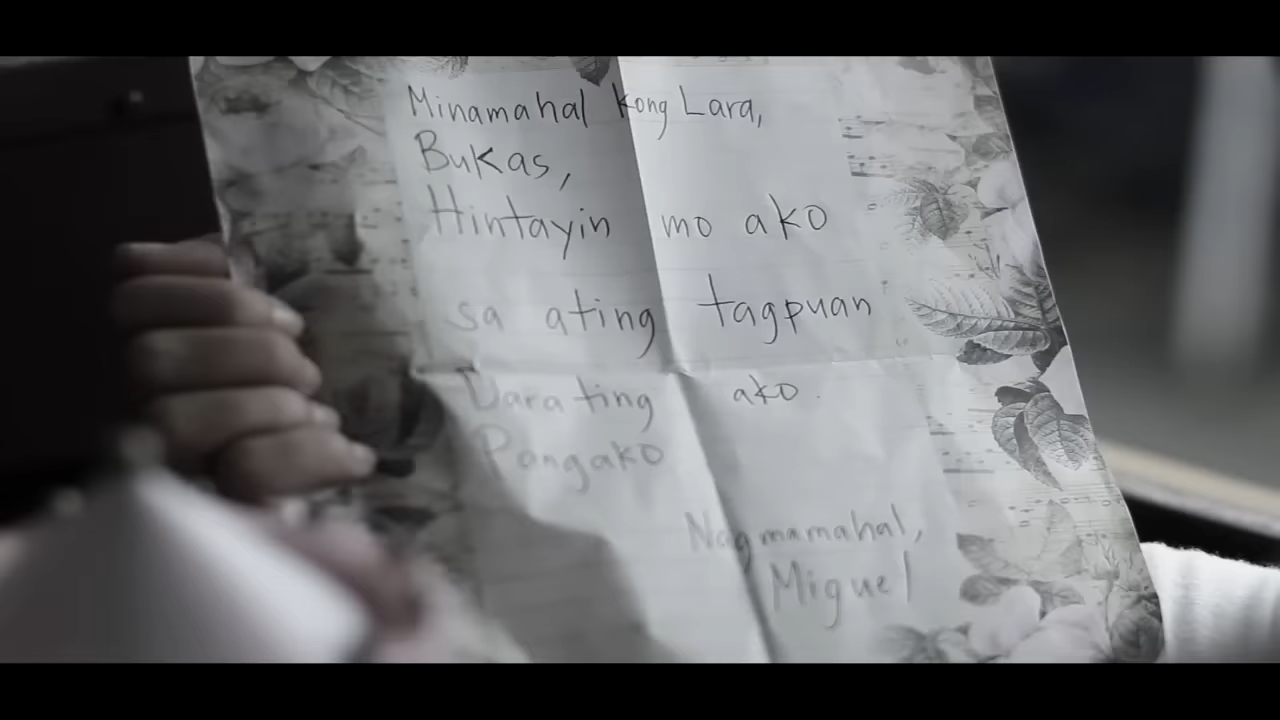 Minamahal kong Lara,
Bukas,
Hintayin mo ako
sa ating tagpuan
Darating ako.
Pangako
Nagmamahal,
Miguel